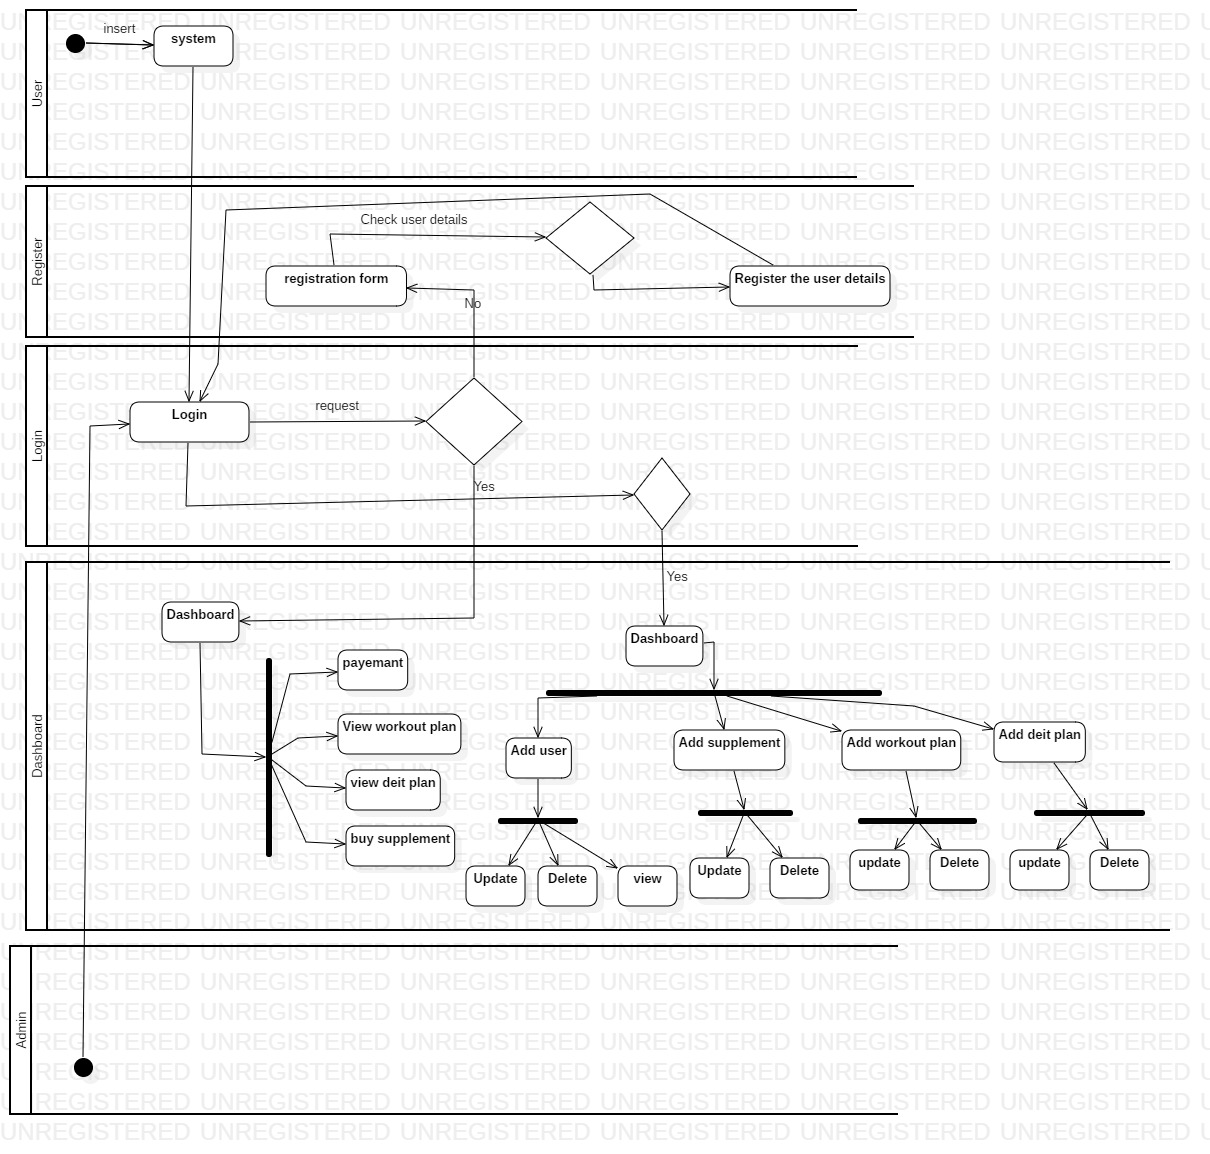 insert
system
User
Check user details
registration form
Register the user details
Register
No
Login
request
Login
Yes
Yes
Dashboard
Dashboard
payemant
View workout plan
view deit plan
buy supplement
Dashboard
Add user
Add supplement
Add workout plan
Add deit plan
Update
Delete
view
Update
Delete
update
Delete
update
Delete
Admin
UNREGISTERED